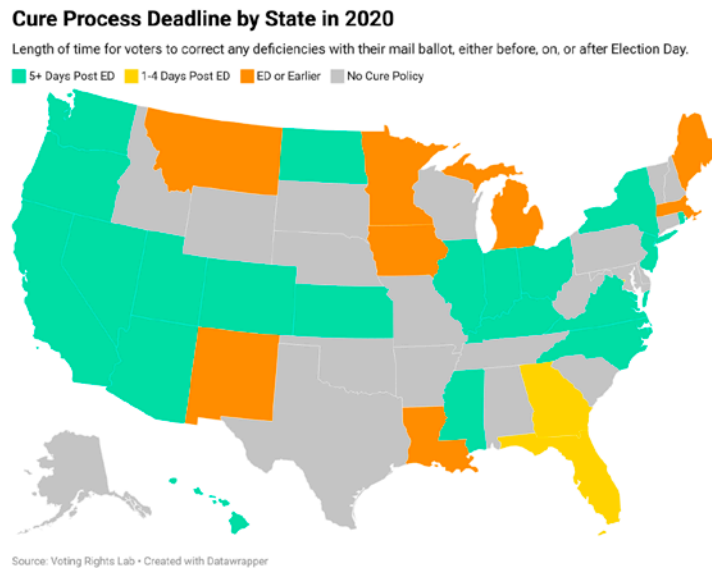 Cure Process Deadline by State in 2020
Length of time for voters to correct any deficiencies with their mail ballot, either before, on, or after Election Day.
5+ Days Post ED 1-4 Days Post ED ED or Earlier No Cure Policy
Source: Voting Rights Lab • Created with Datawrapper